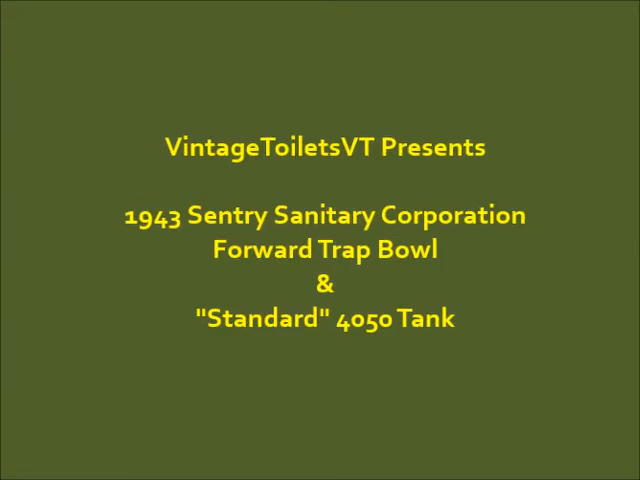 VintageToiletsVT Presents
1943 Sentry Sanitary Corporation
Forward Trap Bowl
&
"Standard" 4050 Tank